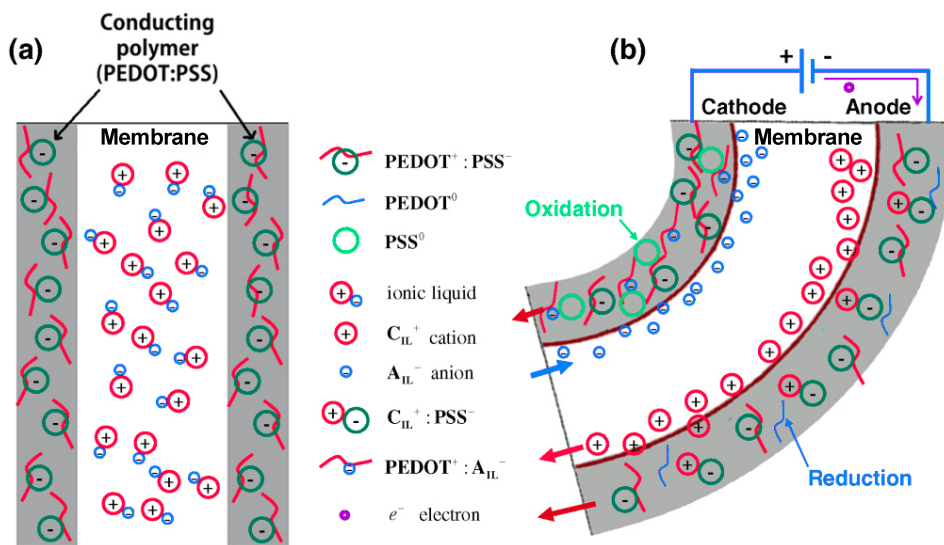 (a)
Conducting
polymer
(PEDOT:PSS)
Membrane
PEDOT⁺ : PSS⁻
PEDOT⁰
PSS⁰
ionic liquid
C_IL⁺ cation
A_IL⁻ anion
C_IL⁺ : PSS⁻
PEDOT⁺ : A_IL⁻
e⁻ electron
(b)
+ -
e
Cathode Anode
Membrane
Oxidation
Reduction